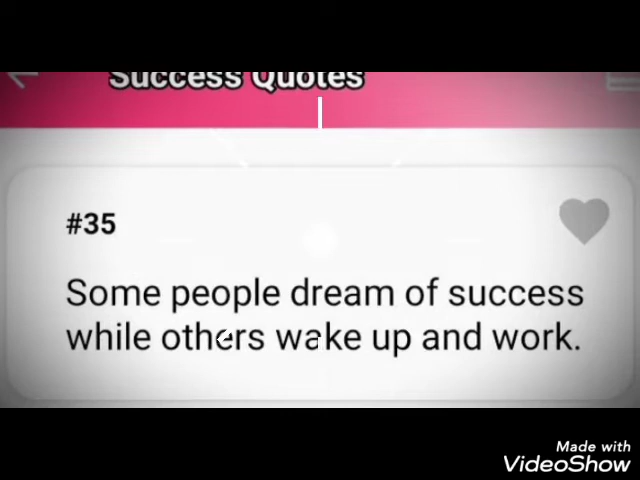 Success Quotes
#35
Some people dream of success
while others wake up and work.
Made with
VideoShow